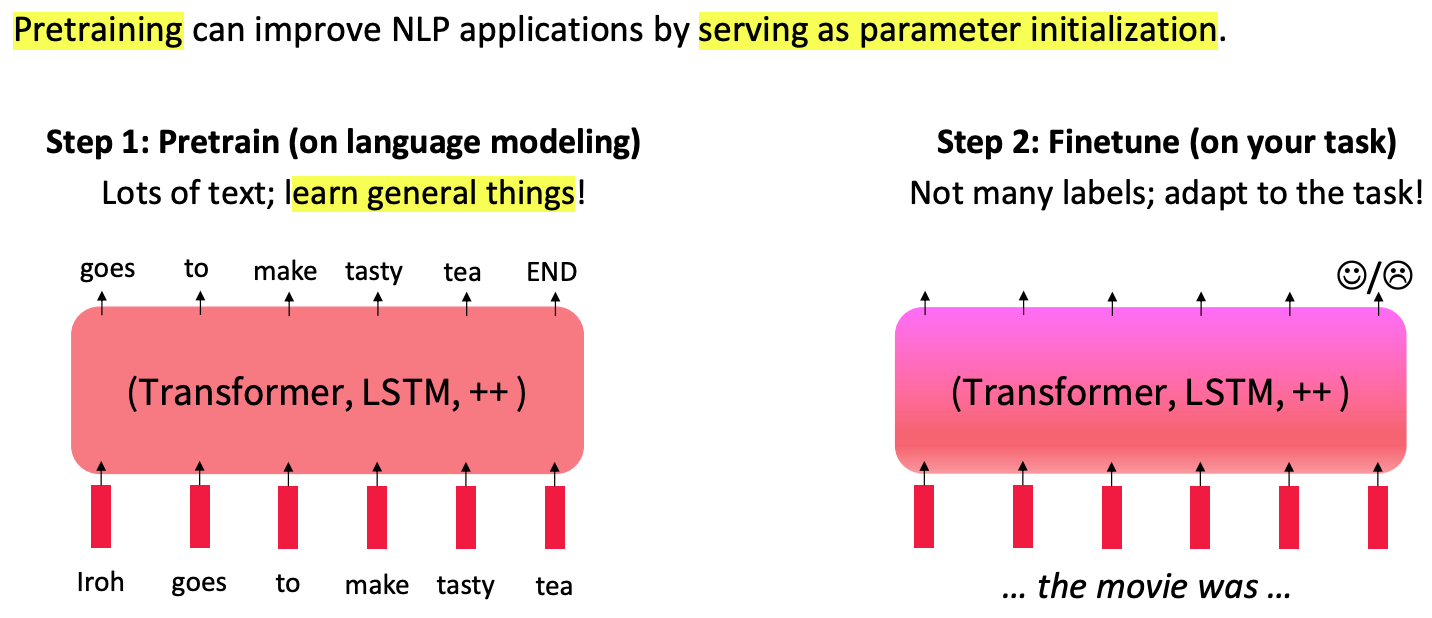 Pretraining can improve NLP applications by serving as parameter initialization.
Step 1: Pretrain (on language modeling)
Lots of text; learn general things!
goes to make tasty tea END
(Transformer, LSTM, ++ )
Iroh goes to make tasty tea
Step 2: Finetune (on your task)
Not many labels; adapt to the task!
☺/☹
(Transformer, LSTM, ++ )
… the movie was …